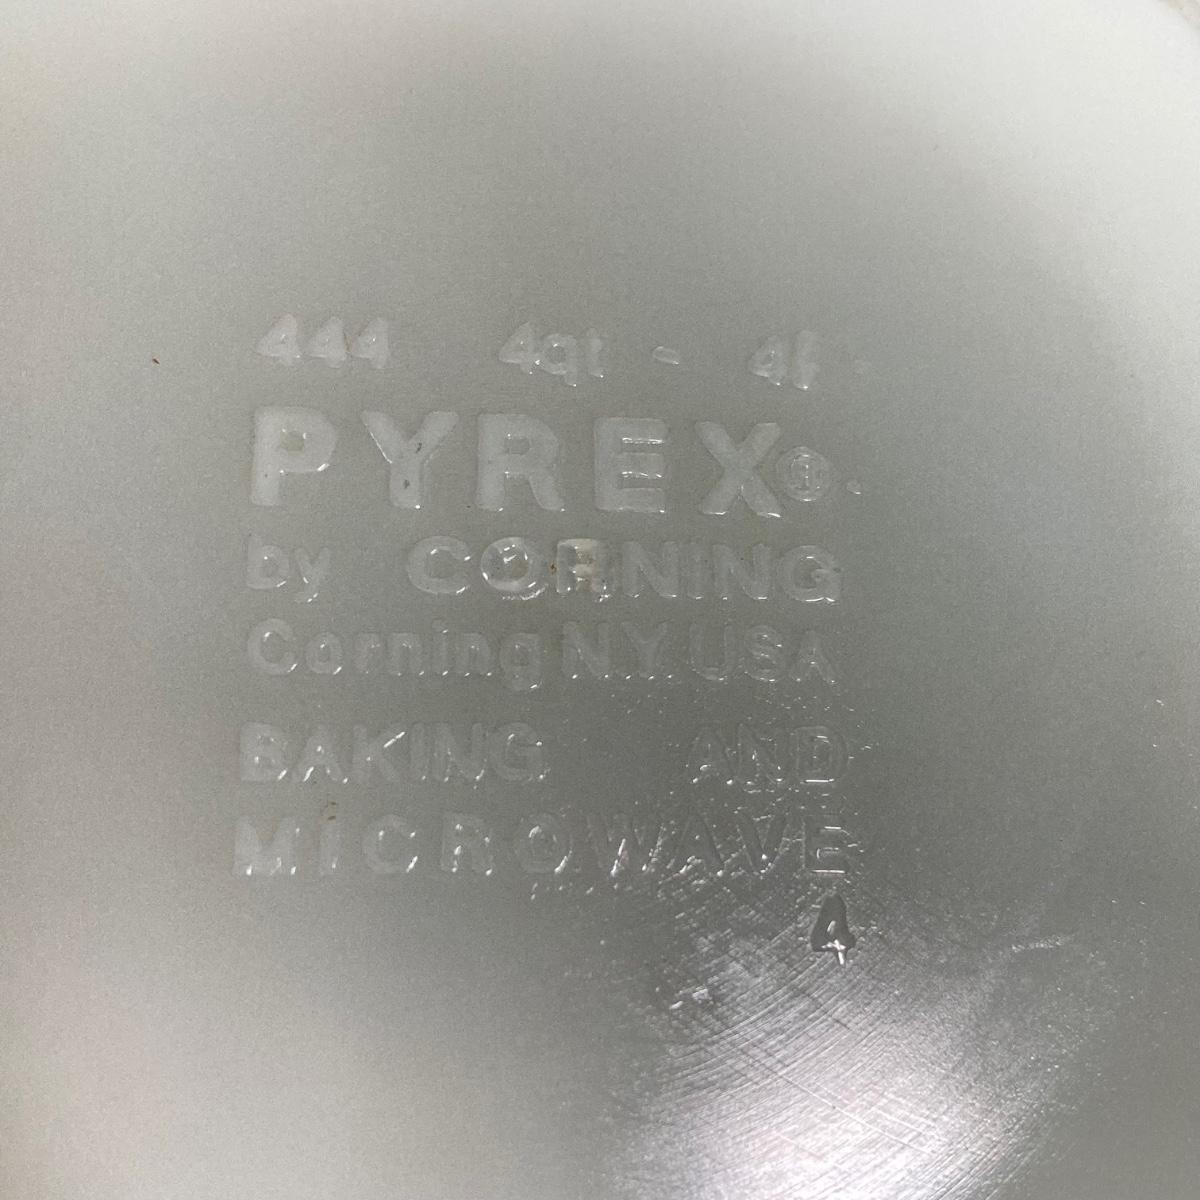 444 4qt - 4l
PYREX®
by CORNING
Corning N.Y. USA
BAKING AND
MICROWAVE
4